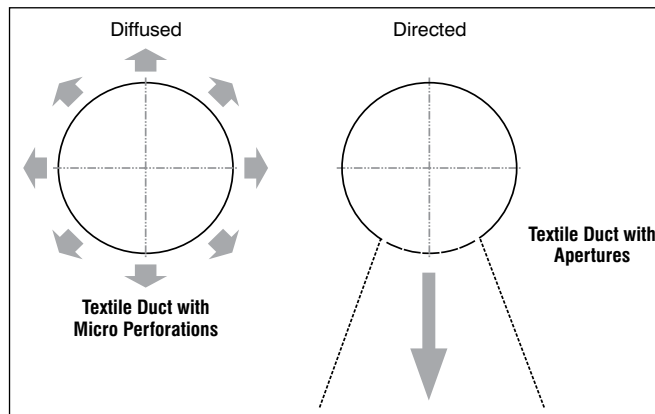 Diffused
Directed
Textile Duct with
Micro Perforations
Textile Duct with
Apertures